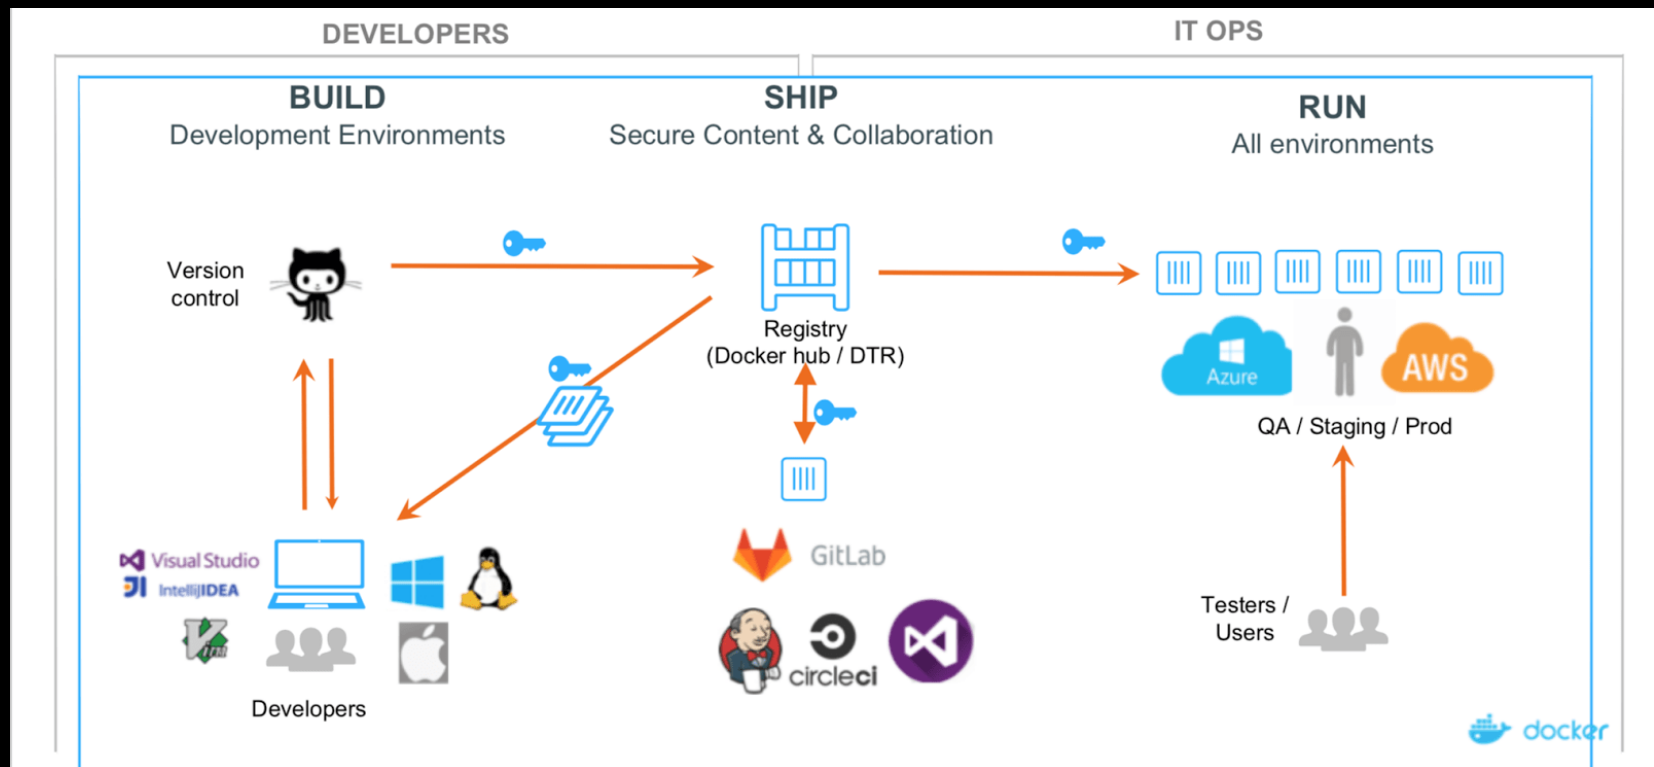 DEVELOPERS
IT OPS
BUILD
Development Environments
SHIP
Secure Content & Collaboration
RUN
All environments
Version
control
Registry
(Docker hub / DTR)
Azure
AWS
QA / Staging / Prod
Visual Studio
IntelliJIDEA
Vim
Developers
GitLab
circleci
Testers /
Users
docker